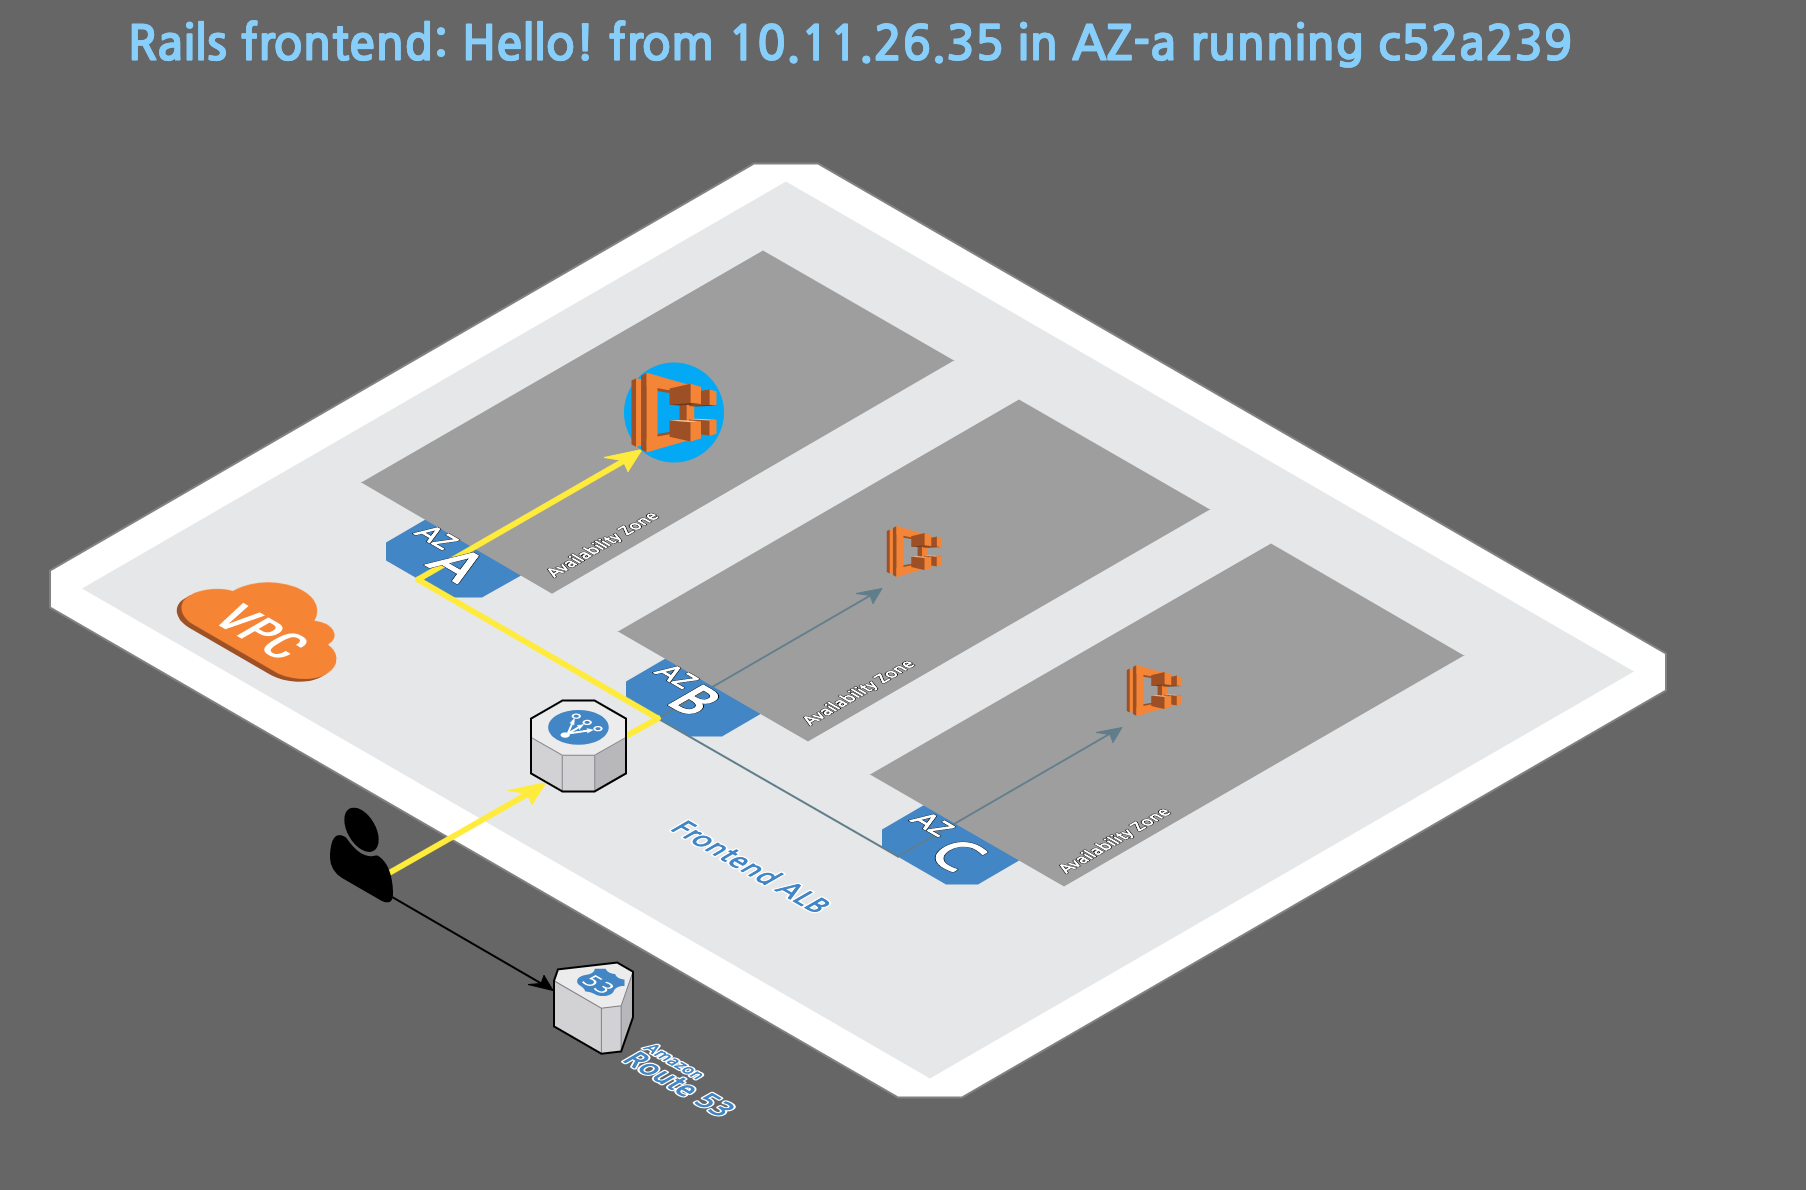 Rails frontend: Hello! from 10.11.26.35 in AZ-a running c52a239
Availability Zone
AZ
A
Availability Zone
AZ
B
VPC
Availability Zone
AZ
C
Frontend ALB
53
Amazon
Route 53